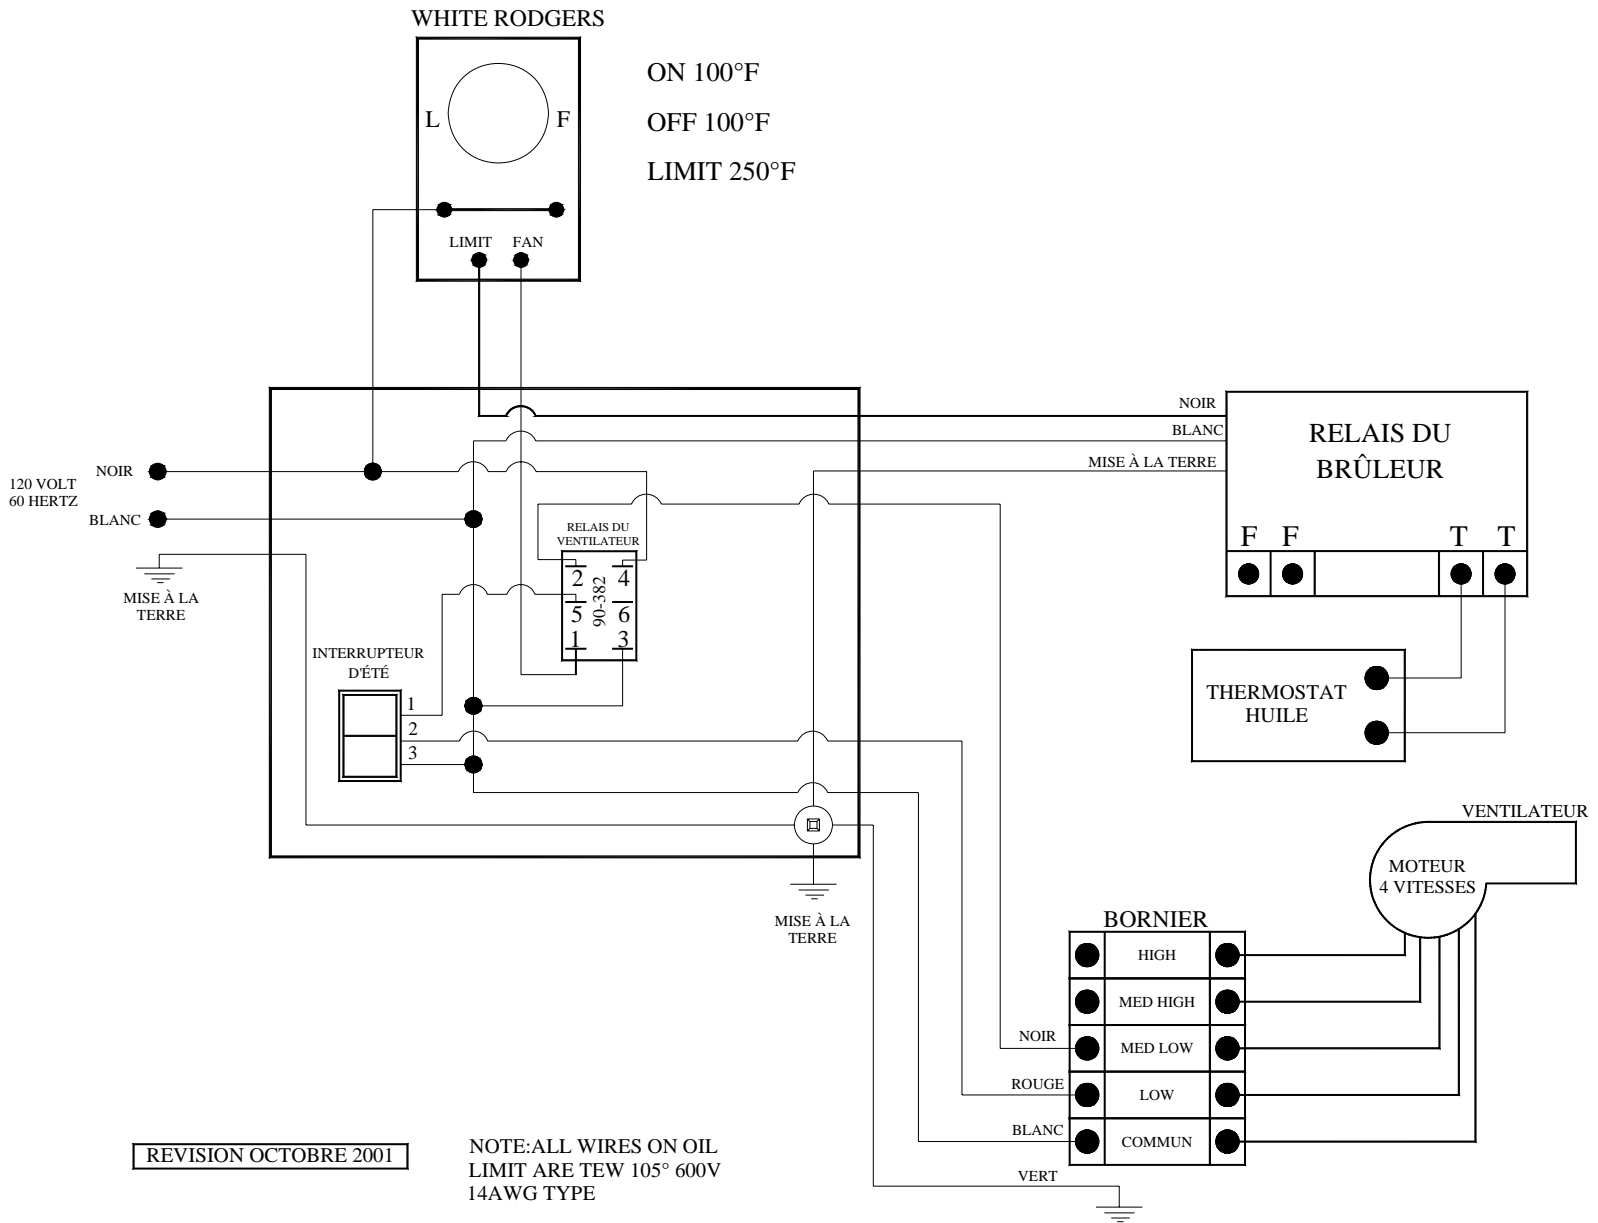 WHITE RODGERS
ON 100°F
OFF 100°F
LIMIT 250°F
L
F
LIMIT
FAN
NOIR
BLANC
MISE À LA TERRE
RELAIS DU
BRÛLEUR
F
F
T
T
120 VOLT
60 HERTZ
NOIR
BLANC
MISE À LA
TERRE
RELAIS DU
VENTILATEUR
2
4
5
6
1
3
90-382
INTERRUPTEUR
D'ÉTÉ
1
2
3
THERMOSTAT
HUILE
MISE À LA
TERRE
VENTILATEUR
MOTEUR
4 VITESSES
BORNIER
HIGH
MED HIGH
NOIR
MED LOW
ROUGE
LOW
BLANC
COMMUN
VERT
REVISION OCTOBRE 2001
NOTE:ALL WIRES ON OIL
LIMIT ARE TEW 105° 600V
14AWG TYPE